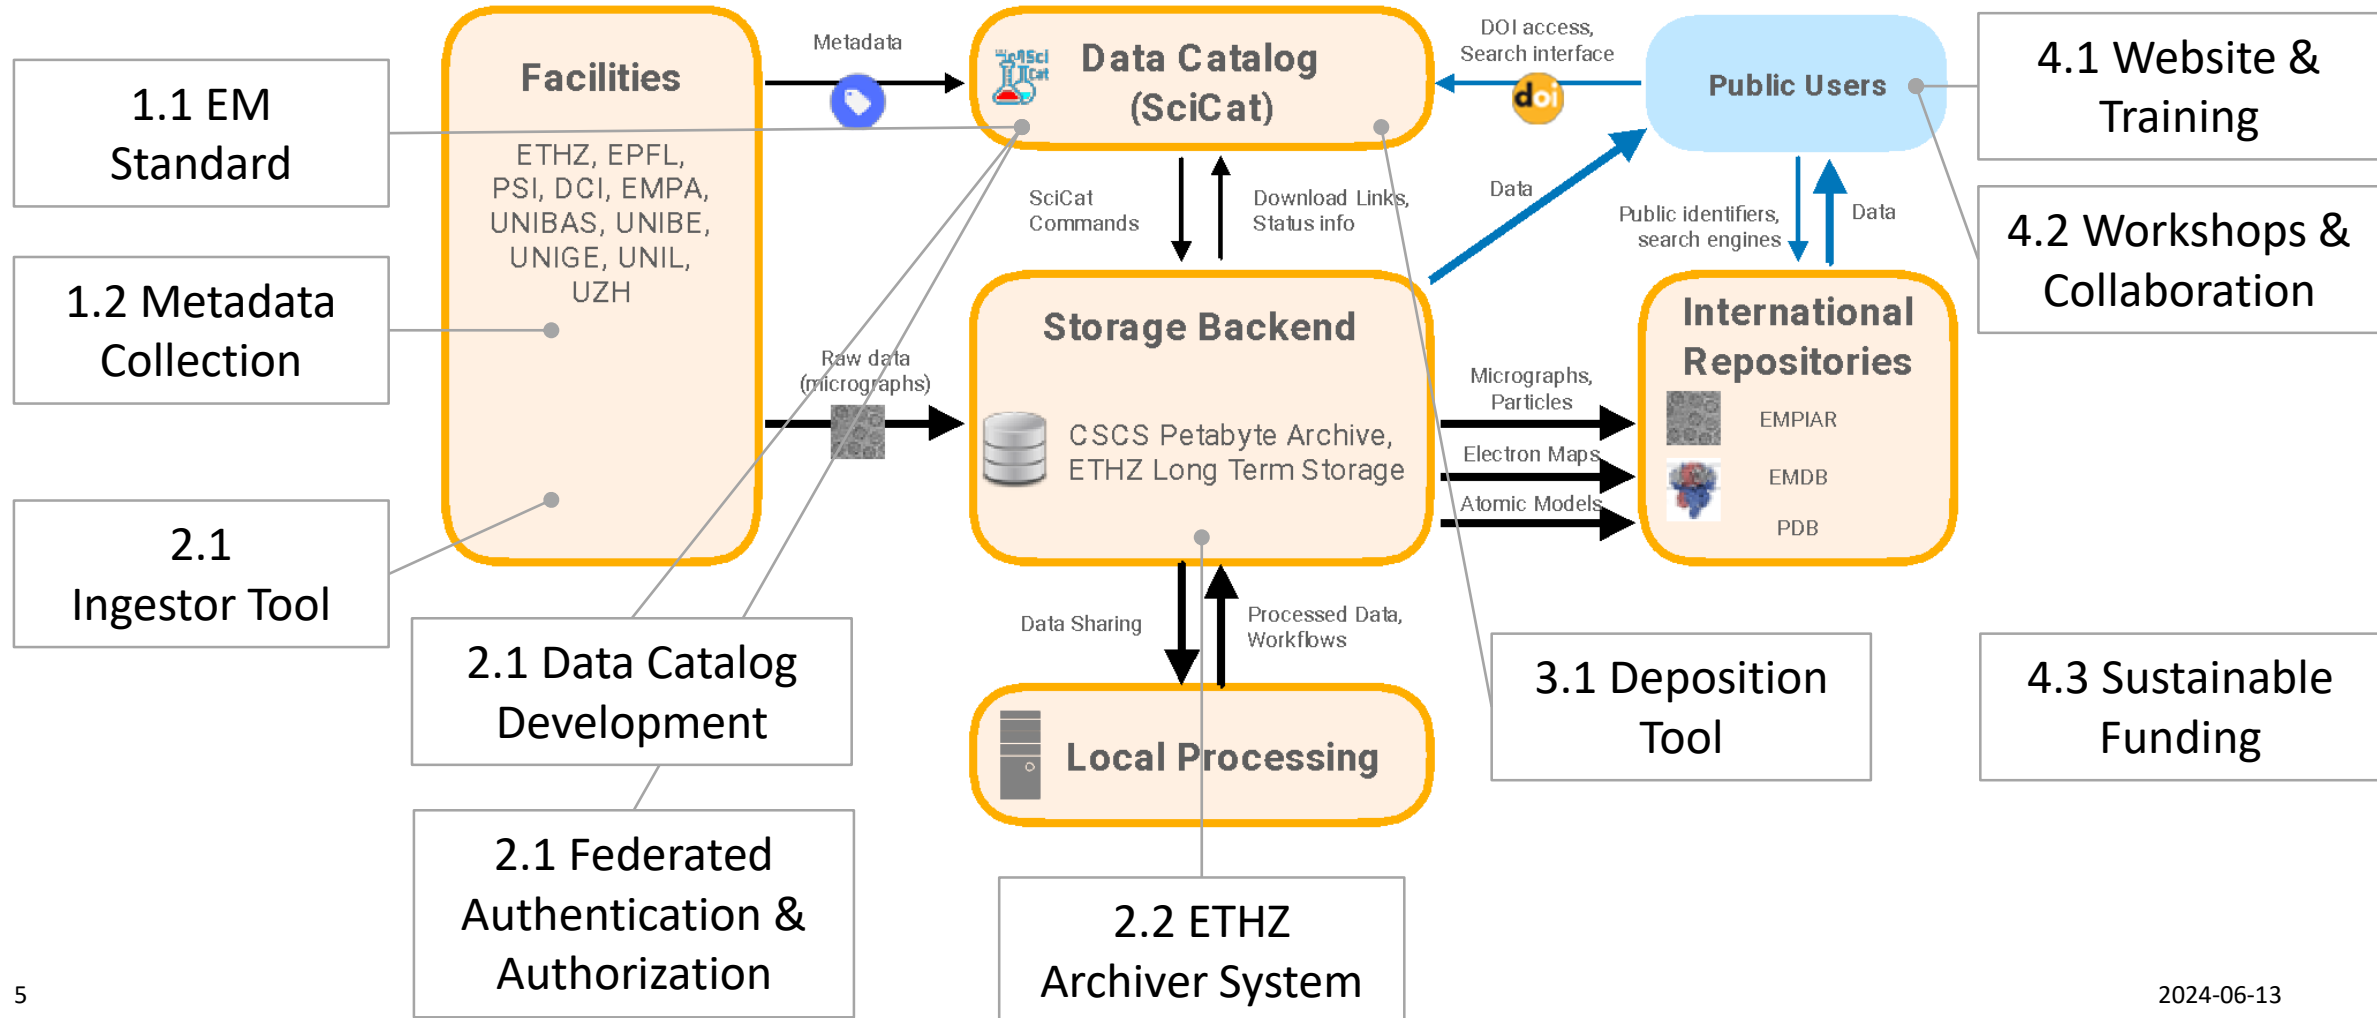 1.1 EM
Standard
1.2 Metadata
Collection
2.1
Ingestor Tool
Facilities
ETHZ, EPFL,
PSI, DCI, EMPA,
UNIBAS, UNIBE,
UNIGE, UNIL,
UZH
Metadata
Raw data
(micrographs)
SciCat
Data Catalog
(SciCat)
DOI access,
Search interface
doi
Public Users
4.1 Website &
Training
4.2 Workshops &
Collaboration
SciCat
Commands
Download Links,
Status info
Data
Public identifiers,
search engines
Data
Storage Backend
CSCS Petabyte Archive,
ETHZ Long Term Storage
Micrographs,
Particles
Electron Maps
Atomic Models
International
Repositories
EMPIAR
EMDB
PDB
Data Sharing
Processed Data,
Workflows
Local Processing
2.1 Data Catalog
Development
2.1 Federated
Authentication &
Authorization
2.2 ETHZ
Archiver System
3.1 Deposition
Tool
4.3 Sustainable
Funding
5
2024-06-13